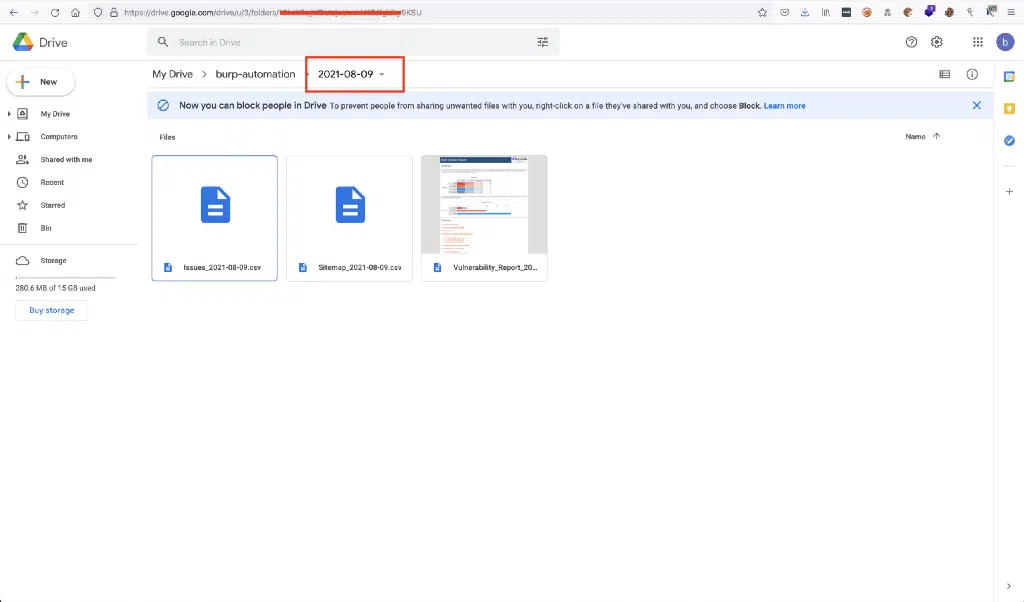 https://drive.google.com/drive/u/3/folders/
9KSU
Drive
Search in Drive
b
New
My Drive
burp-automation
2021-08-09
Now you can block people in Drive To prevent people from sharing unwanted files with you, right-click on a file they've shared with you, and choose Block. Learn more
My Drive
Computers
Shared with me
Recent
Starred
Bin
Storage
280.6 MB of 15 GB used
Buy storage
Files
Name
Issues_2021-08-09.csv
Sitemap_2021-08-09.csv
Vulnerability_Report_20...